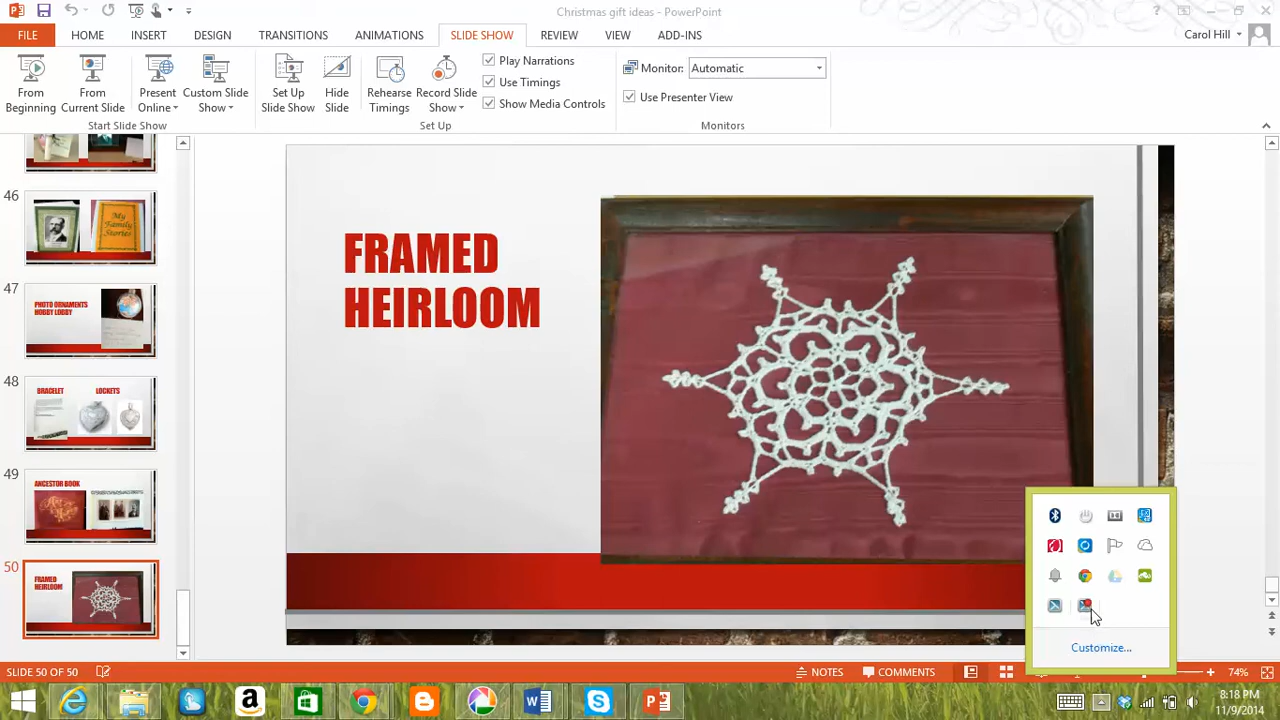 Christmas gift ideas - PowerPoint
FILE HOME INSERT DESIGN TRANSITIONS ANIMATIONS SLIDE SHOW REVIEW VIEW ADD-INS Carol Hill
From Beginning
From Current Slide
Present Online
Custom Slide Show
Start Slide Show
Set Up Slide Show
Hide Slide
Rehearse Timings
Record Slide Show
Play Narrations
Use Timings
Show Media Controls
Set Up
Monitor: Automatic
Use Presenter View
Monitors
46
My
Family
Stories
47
PHOTO ORNAMENTS
HOBBY LOBBY
48
BRACELET LOCKETS
49
ANCESTOR BOOK
50
FRAMED
HEIRLOOM
FRAMED
HEIRLOOM
Customize...
SLIDE 50 OF 50 NOTES COMMENTS 74%
8:18 PM
11/9/2014